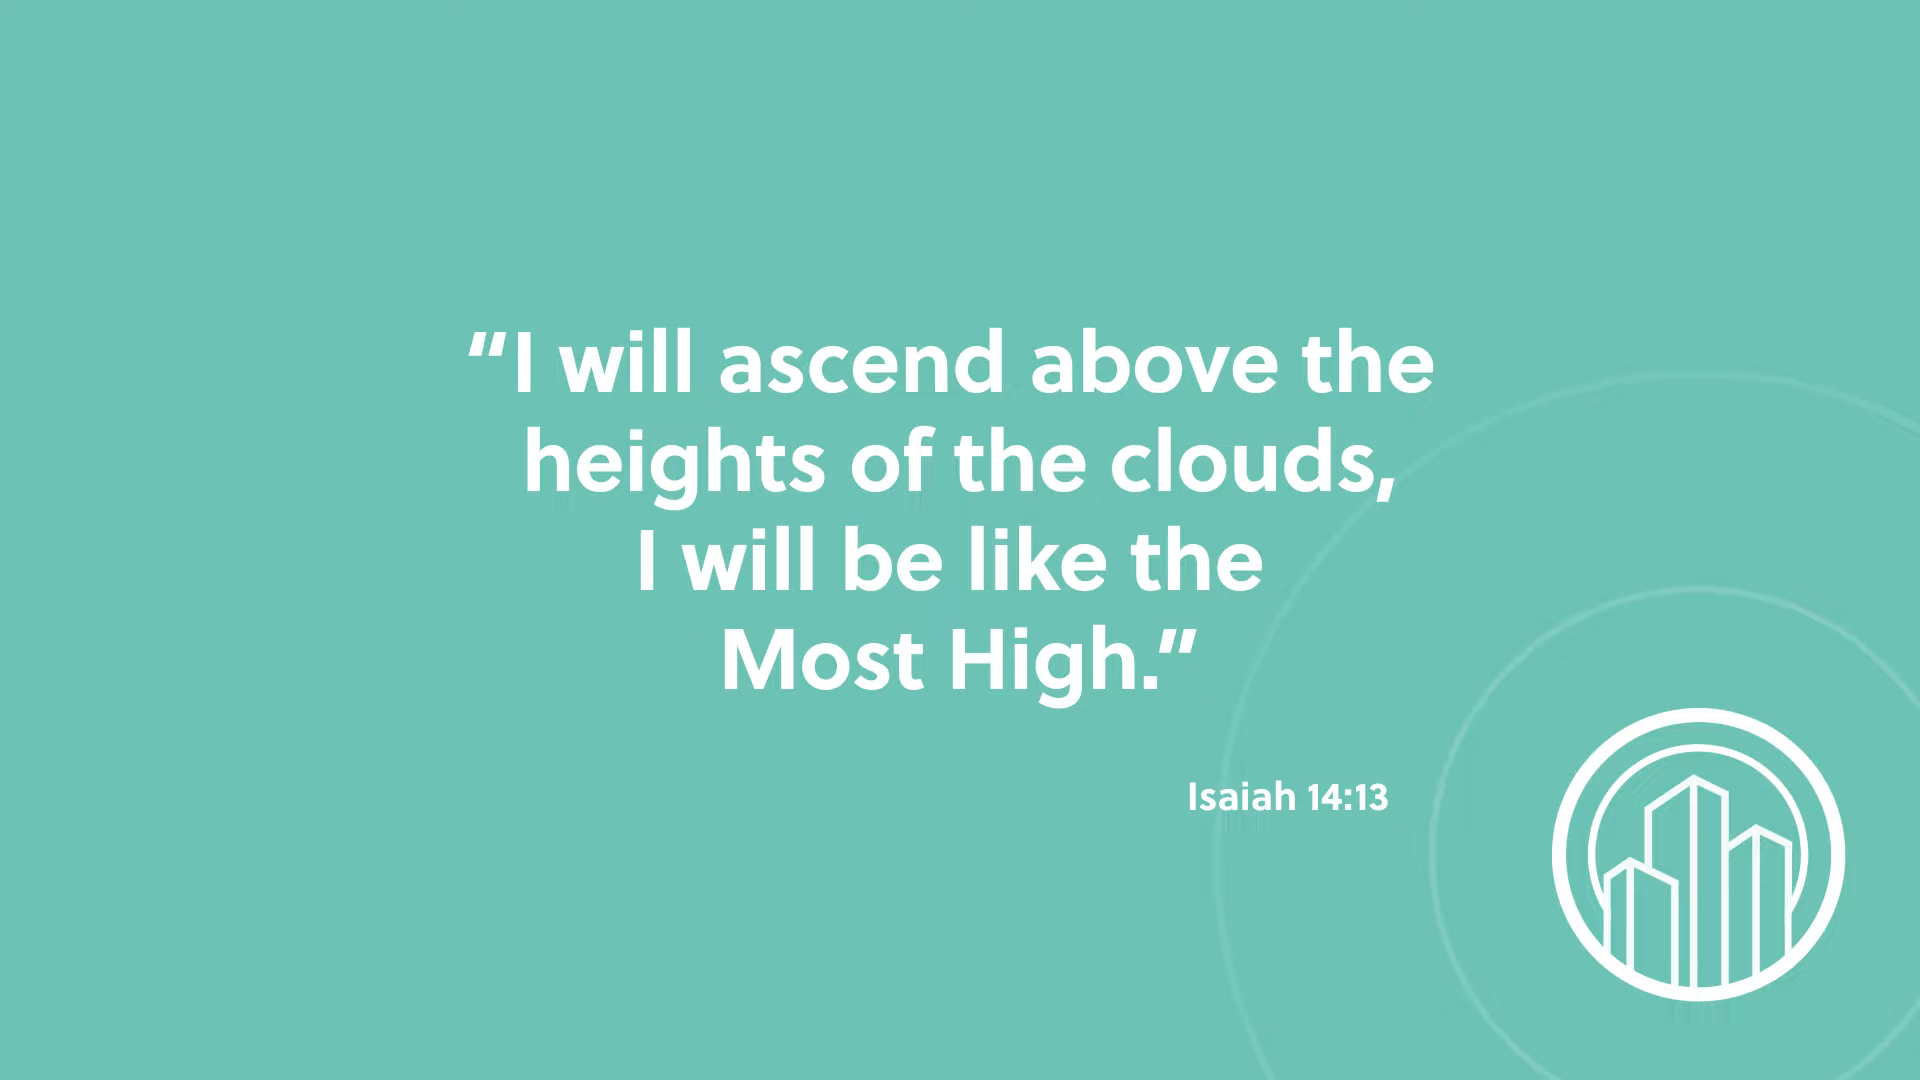 “I will ascend above the
heights of the clouds,
I will be like the
Most High.”
Isaiah 14:13